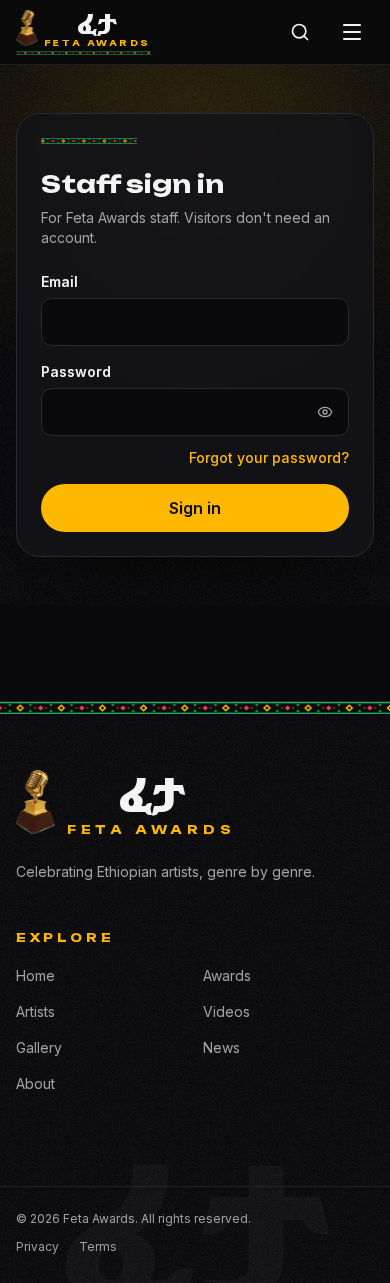 ፌታ
FETA AWARDS
Staff sign in
For Feta Awards staff. Visitors don't need an
account.
Email
Password
Forgot your password?
Sign in
ፌታ
FETA AWARDS
Celebrating Ethiopian artists, genre by genre.
EXPLORE
Home
Awards
Artists
Videos
Gallery
News
About
ፌታ
© 2026 Feta Awards. All rights reserved.
Privacy
Terms